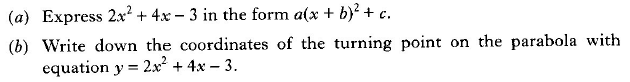 (a) Express 2x² + 4x − 3 in the form a(x + b)² + c.
(b) Write down the coordinates of the turning point on the parabola with
equation y = 2x² + 4x − 3.